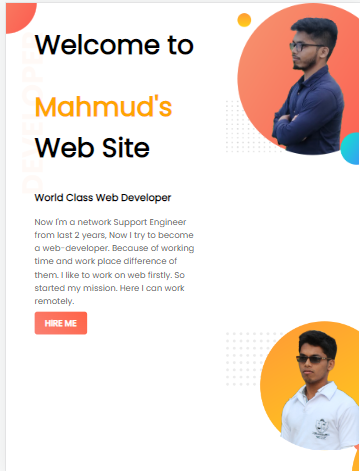 Welcome to
Mahmud's
Web Site
DEVELOPER
World Class Web Developer
Now I'm a network Support Engineer
from last 2 years, Now I try to become
a web-developer. Because of working
time and work place difference of
them. I like to work on web firstly. So
started my mission. Here I can work
remotely.
HIRE ME